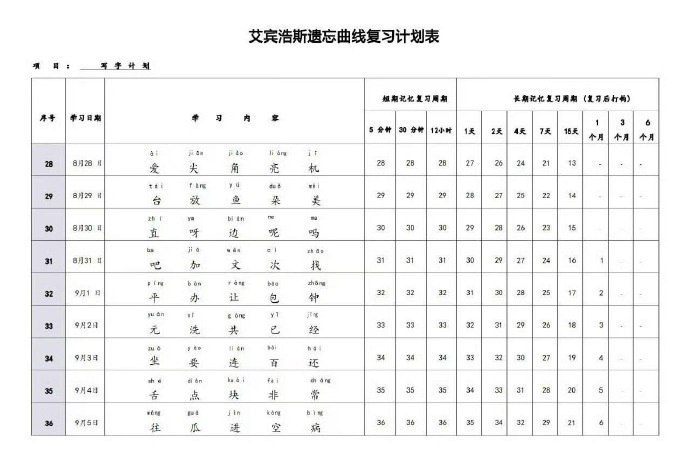 艾宾浩斯遗忘曲线复习计划表
项 目 : 写字计划
序号 学习日期 学 习 内 容 短期记忆复习周期 长期记忆复习周期 (复习后打钩)
5 分钟 30 分钟 12小时 1天 2天 4天 7天 15天 1个月 3个月 6个月
ài jiān jiǎo liàng jī
28 8月28 日 爱 尖 角 亮 机 28 28 28 27 26 24 21 13 - - -
tái fàng yú duǒ měi
29 8月29 日 台 放 鱼 朵 美 29 29 29 28 27 25 22 14 - - -
zhí ya biān ne ma
30 8月30 日 直 呀 边 呢 吗 30 30 30 29 28 26 23 15 - - -
ba jiā wén cì zhǎo
31 8月31 日 吧 加 文 次 找 31 31 31 30 29 27 24 16 1 - -
píng bàn ràng bāo zhōng
32 9月1 日 平 办 让 包 钟 32 32 32 31 30 28 25 17 2 - -
yuán xǐ gòng yǐ jīng
33 9月2日 元 洗 共 已 经 33 33 33 32 31 29 26 18 3 - -
zuò yào lián bǎi hái
34 9月3日 坐 要 连 百 还 34 34 34 33 32 30 27 19 - -
shé diǎn kuài fēi cháng
35 9月4日 舌 点 块 非 常 35 35 35 34 33 31 28 20 5 - -
wǎng guā jìn kōng bìng
36 9月5日 往 瓜 进 空 病 36 36 36 35 34 32 29 21 6 - -